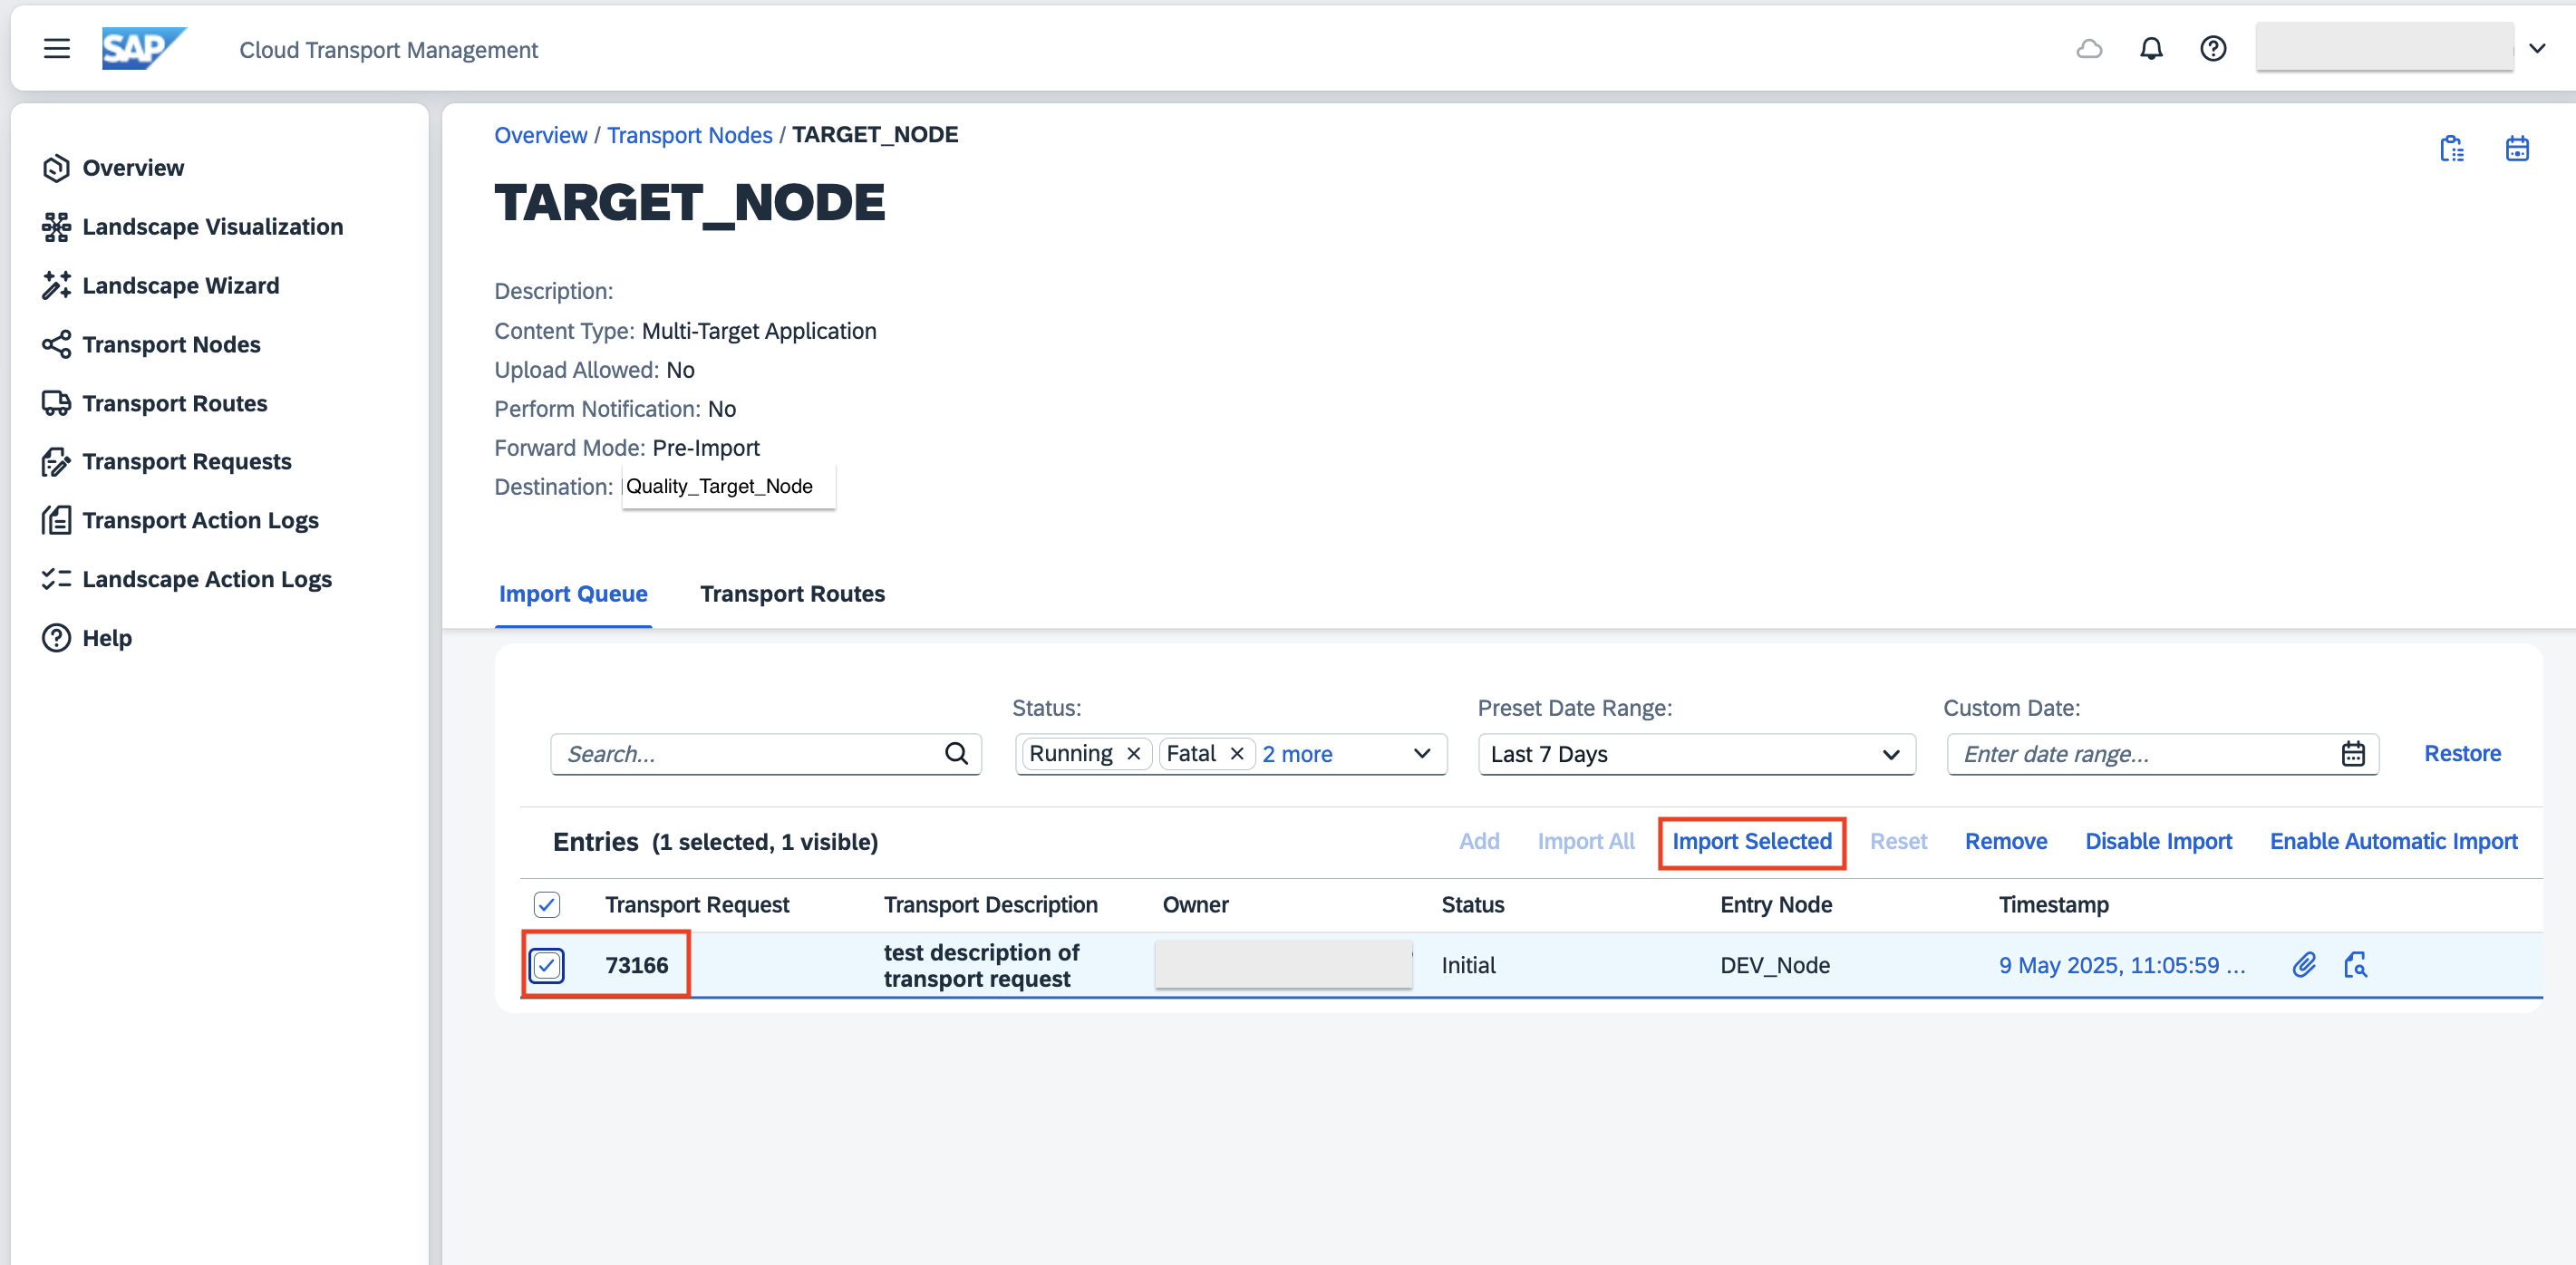 SAP Cloud Transport Management
Overview
Landscape Visualization
Landscape Wizard
Transport Nodes
Transport Routes
Transport Requests
Transport Action Logs
Landscape Action Logs
Help
Overview / Transport Nodes / TARGET_NODE
TARGET_NODE
Description:
Content Type: Multi-Target Application
Upload Allowed: No
Perform Notification: No
Forward Mode: Pre-Import
Destination: Quality_Target_Node
Import Queue Transport Routes
Status: Preset Date Range: Custom Date:
Search... Running Fatal 2 more Last 7 Days Enter date range... Restore
Entries (1 selected, 1 visible) Add Import All Import Selected Reset Remove Disable Import Enable Automatic Import
Transport Request Transport Description Owner Status Entry Node Timestamp
73166 test description of transport request Initial DEV_Node 9 May 2025, 11:05:59 ...